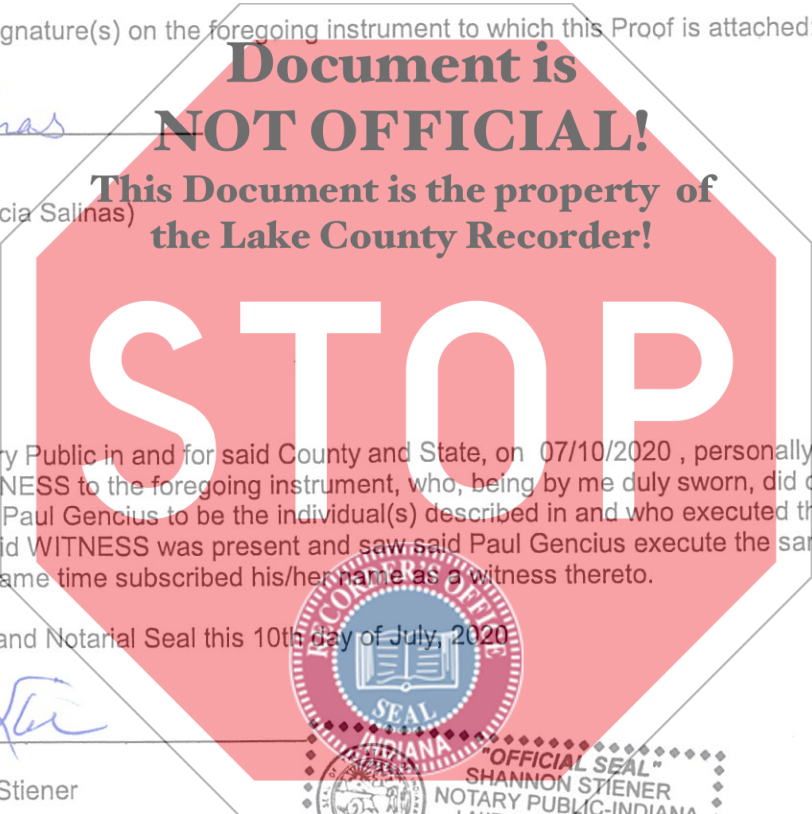 gnature(s) on the foregoing instrument to which this Proof is attached:
Document is
nas
NOT OFFICIAL!
This Document is the property of
cia Salinas)
the Lake County Recorder!
STOP
ry Public in and for said County and State, on 07/10/2020 , personally
NESS to the foregoing instrument, who, being by me duly sworn, did d
Paul Gencius to be the individual(s) described in and who executed th
id WITNESS was present and saw said Paul Gencius execute the sam
ame time subscribed his/her name as a witness thereto.
RECORDER'S OFFICE
and Notarial Seal this 10th day of July, 2020
SEAL
INDIANA
"OFFICIAL SEAL"
SHANNON STIENER
Stiener
NOTARY PUBLIC-INDIANA